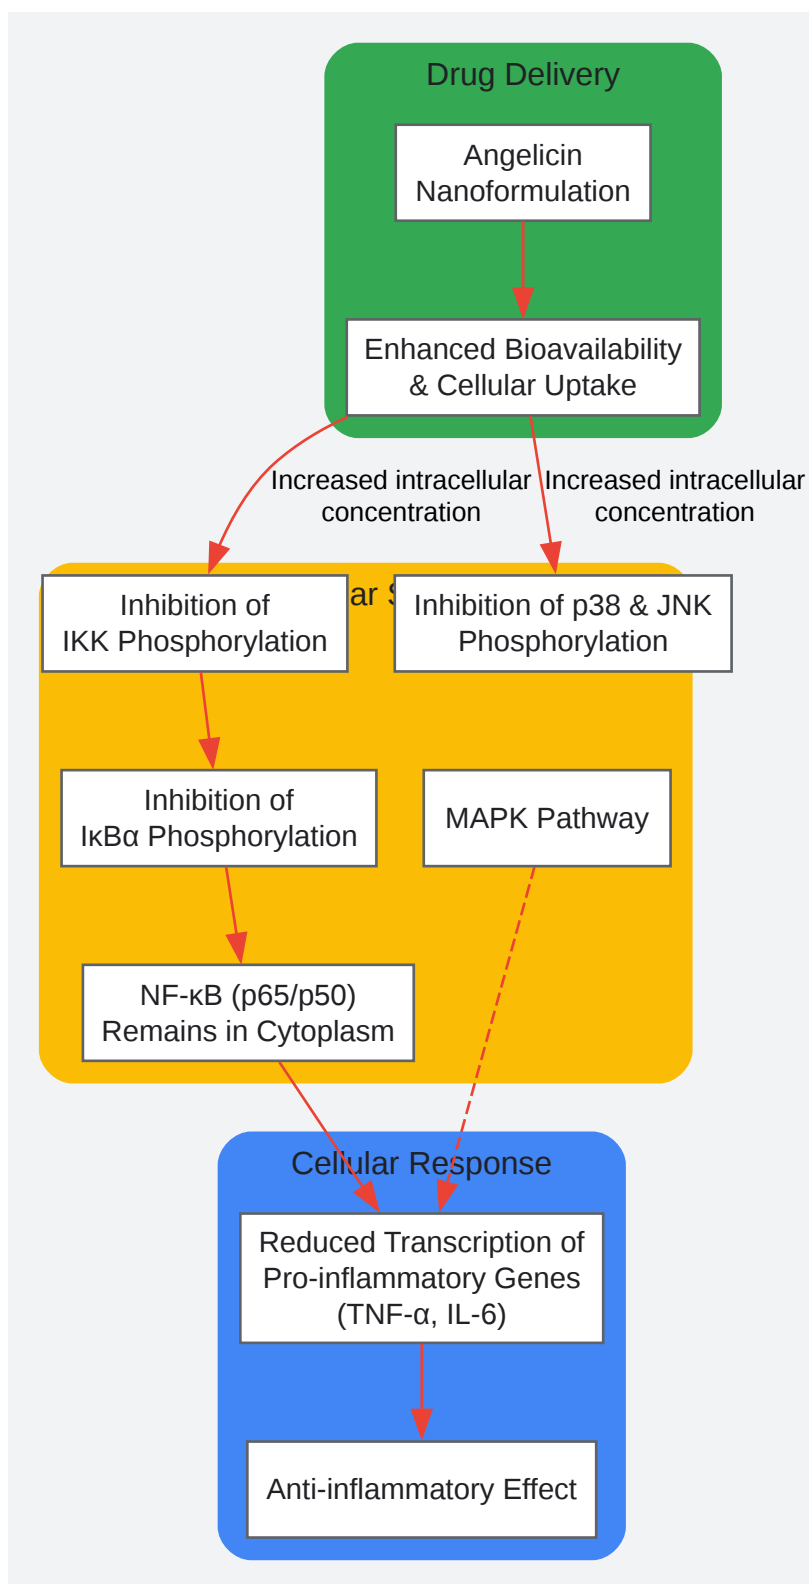 Drug Delivery
Angelicin
Nanoformulation
Enhanced Bioavailability
& Cellular Uptake
Increased intracellular
concentration
Increased intracellular
concentration
Inhibition of
IKK Phosphorylation
Inhibition of p38 & JNK
Phosphorylation
Inhibition of
IκBα Phosphorylation
MAPK Pathway
NF-κB (p65/p50)
Remains in Cytoplasm
Cellular Response
Reduced Transcription of
Pro-inflammatory Genes
(TNF-α, IL-6)
Anti-inflammatory Effect